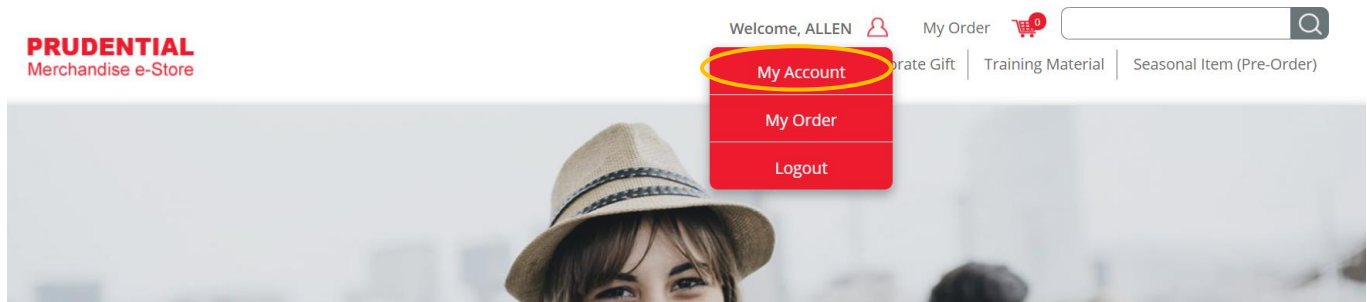 Welcome, ALLEN My Order 0
PRUDENTIAL
Merchandise e-Store
My Account
orate Gift Training Material Seasonal Item (Pre-Order)
My Order
Logout